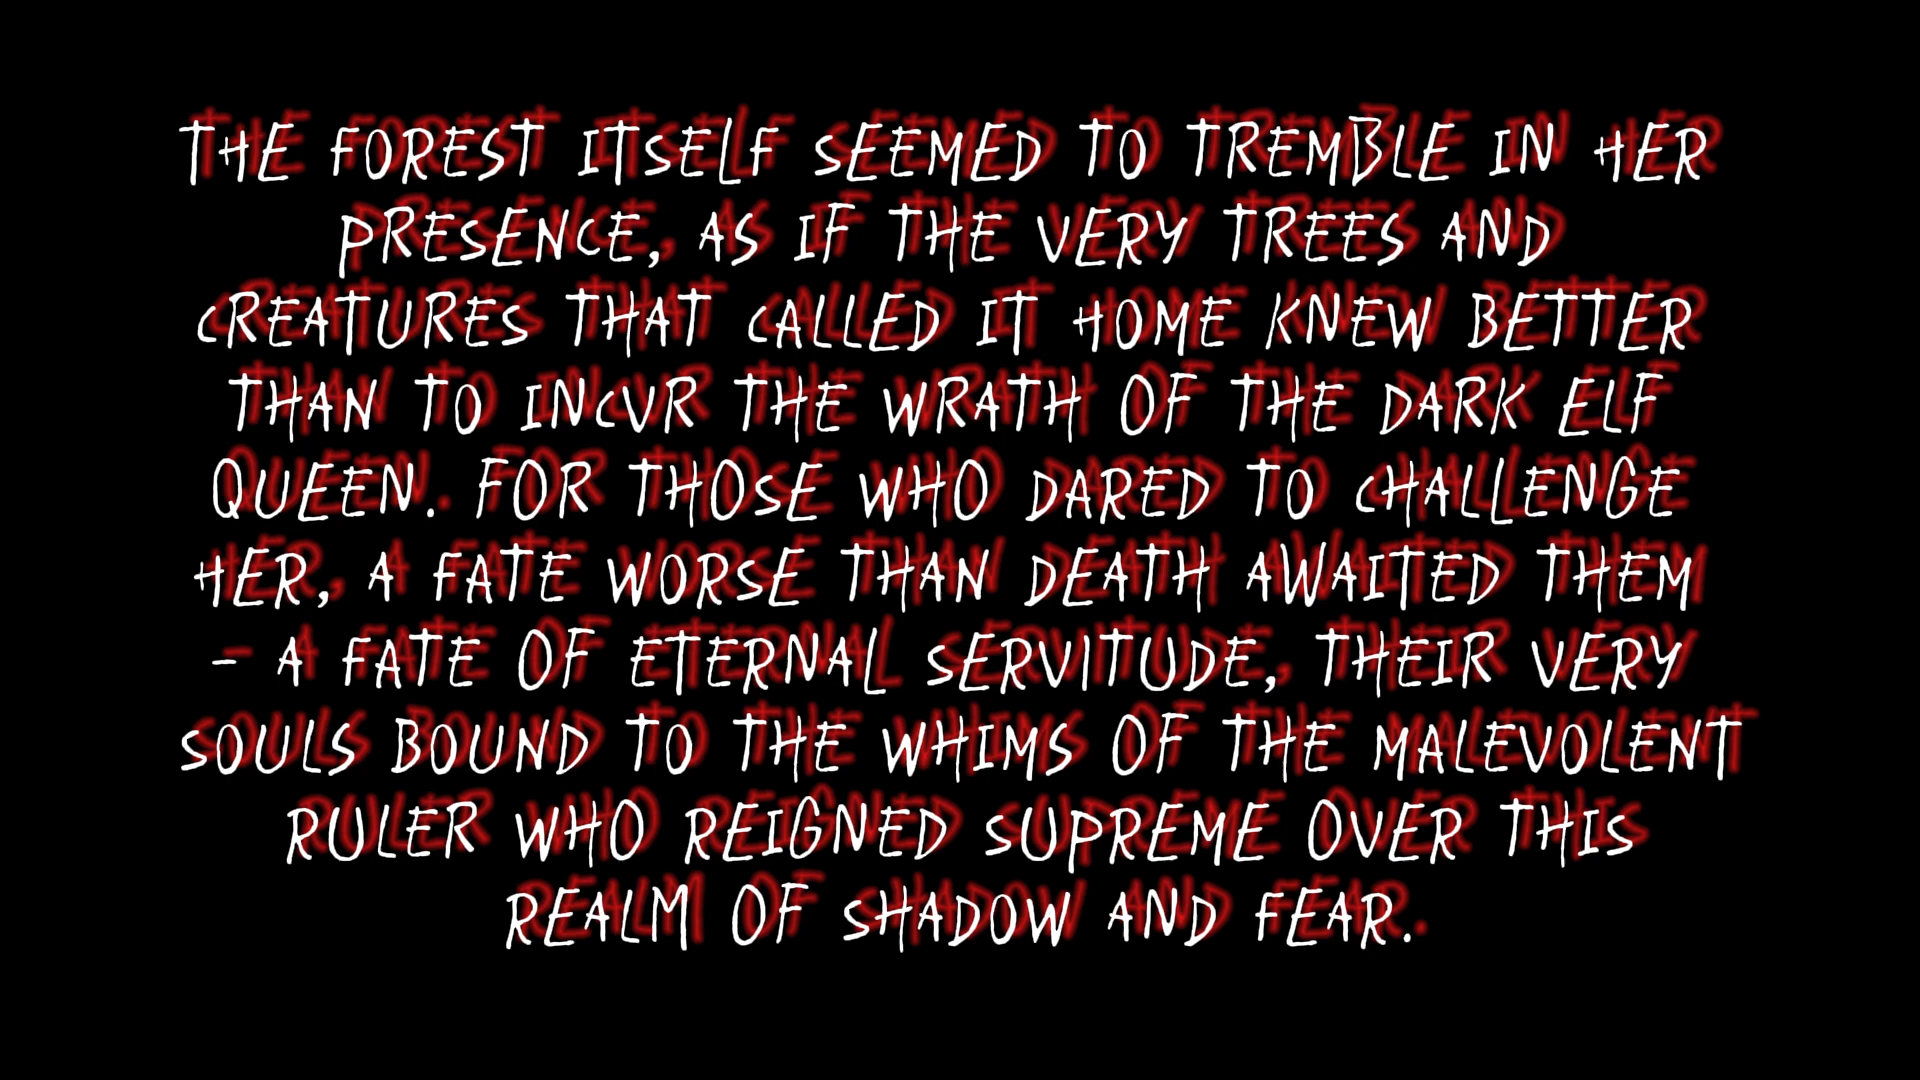 THE FOREST ITSELF SEEMED TO TREMBLE IN HER
PRESENCE, AS IF THE VERY TREES AND
CREATURES THAT CALLED IT HOME KNEW BETTER
THAN TO INCUR THE WRATH OF THE DARK ELF
QUEEN. FOR THOSE WHO DARED TO CHALLENGE
HER, A FATE WORSE THAN DEATH AWAITED THEM
- A FATE OF ETERNAL SERVITUDE, THEIR VERY
SOULS BOUND TO THE WHIMS OF THE MALEVOLENT
RULER WHO REIGNED SUPREME OVER THIS
REALM OF SHADOW AND FEAR.